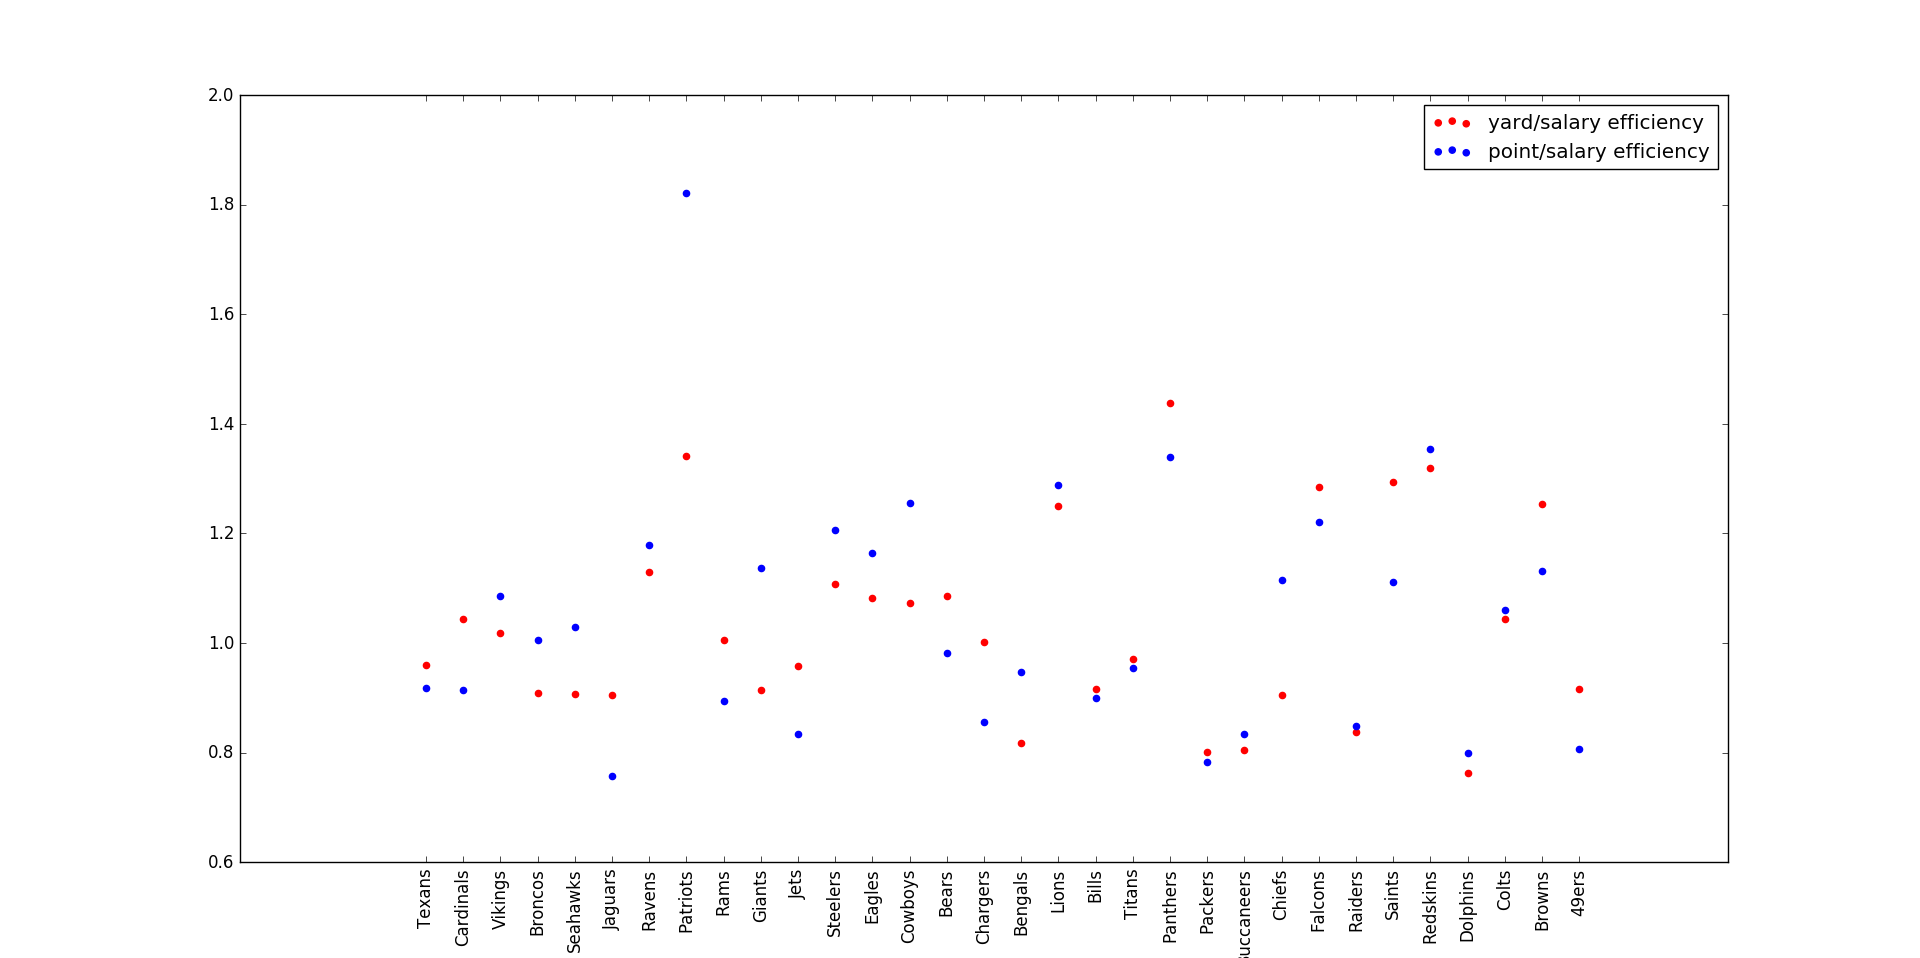 2.0
1.8
1.6
1.4
1.2
1.0
0.8
0.6
yard/salary efficiency
point/salary efficiency
Texans
Cardinals
Vikings
Broncos
Seahawks
Jaguars
Ravens
Patriots
Rams
Giants
Jets
Steelers
Eagles
Cowboys
Bears
Chargers
Bengals
Lions
Bills
Titans
Panthers
Packers
uccaneers
Chiefs
Falcons
Raiders
Saints
Redskins
Dolphins
Colts
Browns
49ers